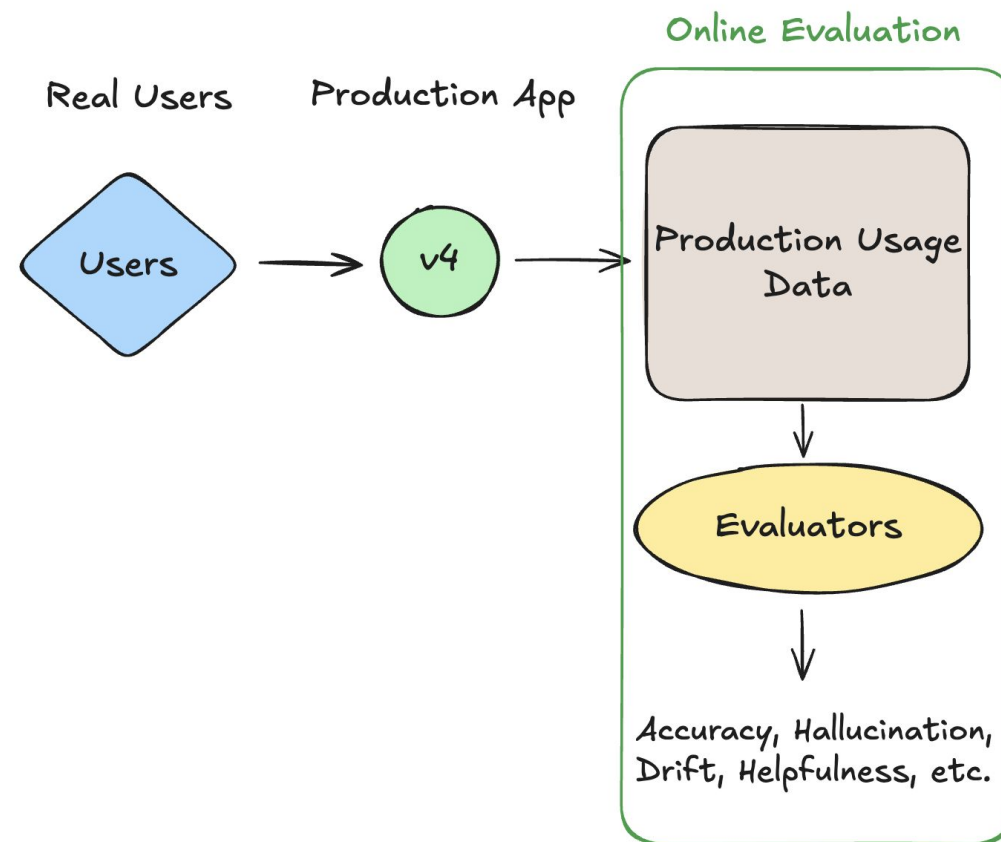 Online Evaluation
Real Users
Production App
Users
v4
Production Usage
Data
Evaluators
Accuracy, Hallucination,
Drift, Helpfulness, etc.